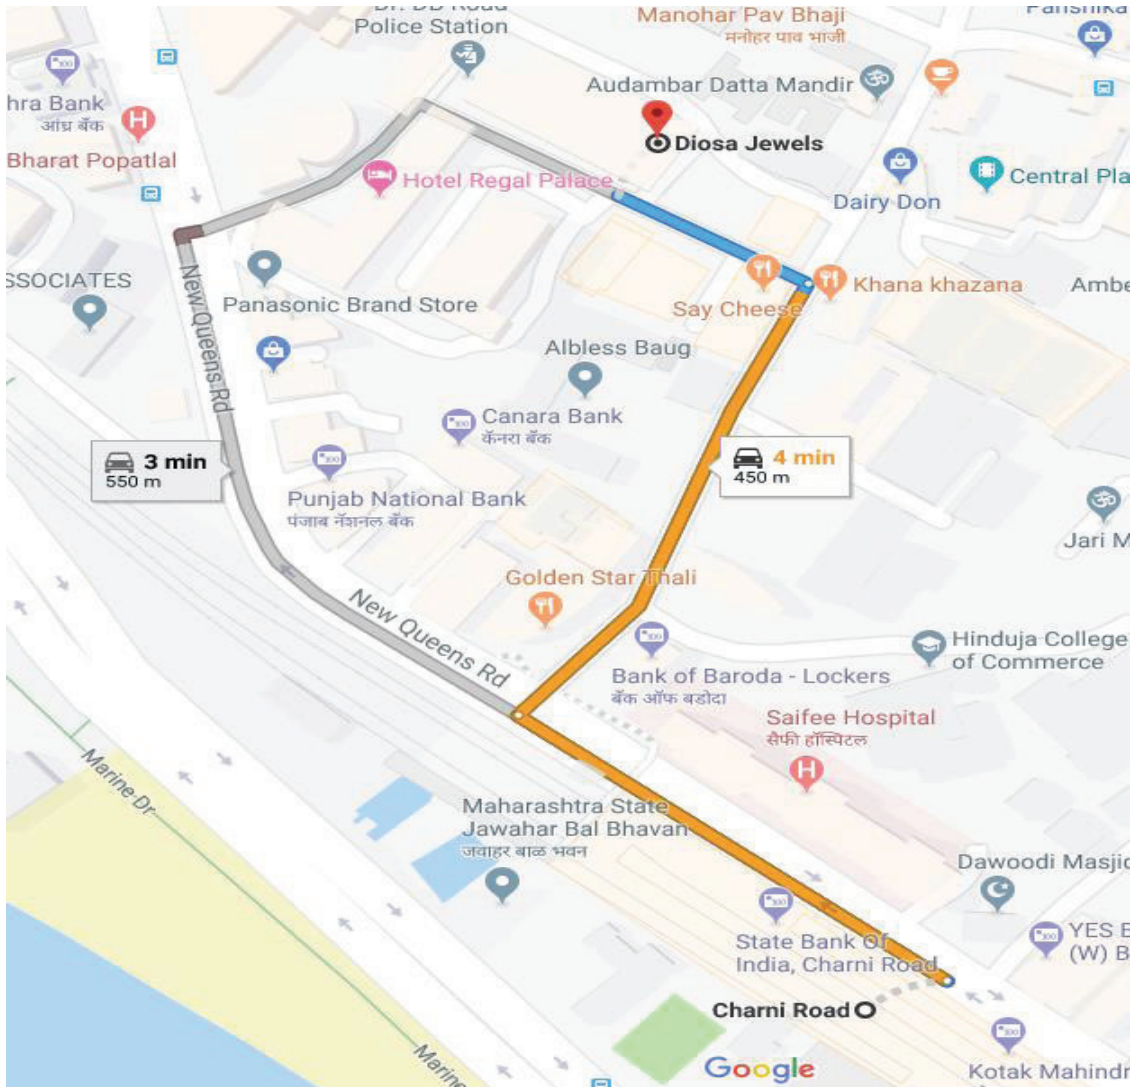 Dr. DB Road
Police Station
Manohar Pav Bhaji
मनोहर पाव भाजी
Audambar Datta Mandir
hra Bank
आंध्र बँक
Bharat Popatlal
Diosa Jewels
Hotel Regal Palace
Dairy Don
Central Pla
SSOCIATES
Panasonic Brand Store
New Queens Rd
Say Cheese
Khana khazana
Ambe
Albless Baug
Canara Bank
कॅनरा बँक
3 min
550 m
4 min
450 m
Punjab National Bank
पंजाब नॅशनल बँक
Jari M
Golden Star Thali
New Queens Rd
Hinduja College
of Commerce
Bank of Baroda - Lockers
बँक ऑफ बडोदा
Saifee Hospital
सैफी हॉस्पिटल
Marine Dr
Maharashtra State
Jawahar Bal Bhavan
जवाहर बाळ भवन
Dawoodi Masjid
State Bank Of
India, Charni Road
YES B
(W) B
Charni Road
Marine
Google
Kotak Mahindr